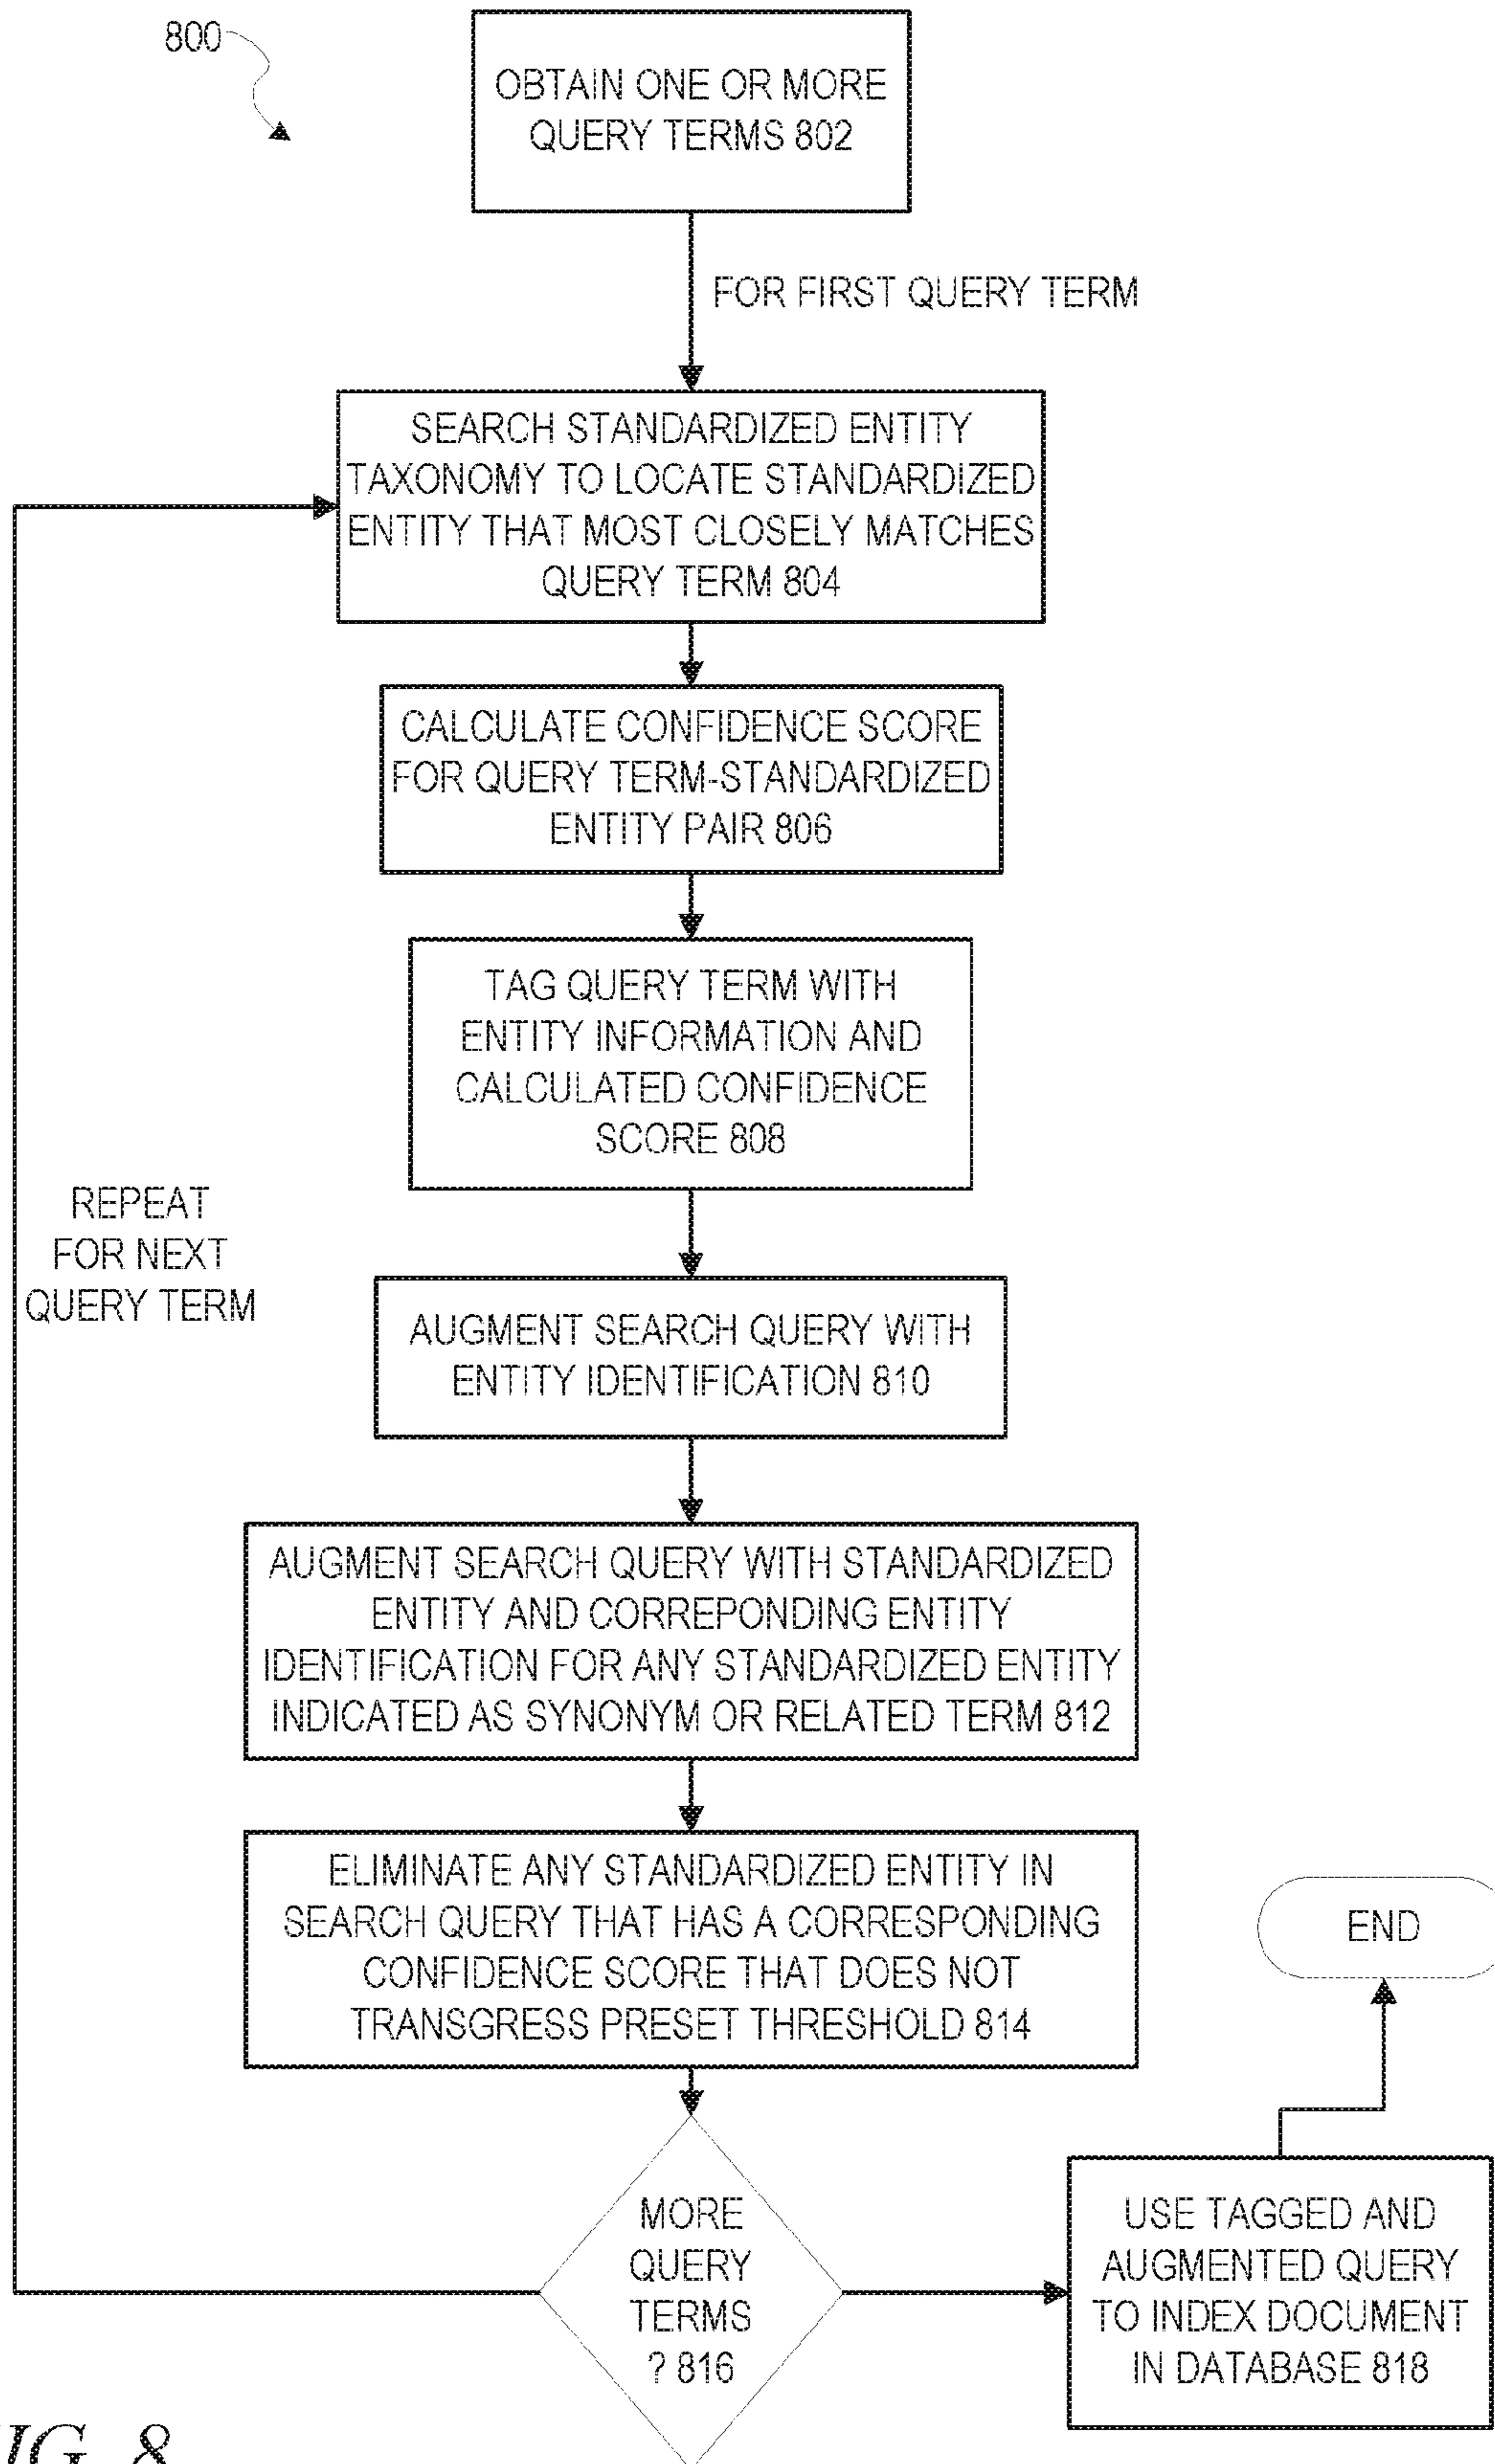 800
OBTAIN ONE OR MORE
QUERY TERMS 802
FOR FIRST QUERY TERM
SEARCH STANDARDIZED ENTITY
TAXONOMY TO LOCATE STANDARDIZED
ENTITY THAT MOST CLOSELY MATCHES
QUERY TERM 804
CALCULATE CONFIDENCE SCORE
FOR QUERY TERM-STANDARDIZED
ENTITY PAIR 806
TAG QUERY TERM WITH
ENTITY INFORMATION AND
CALCULATED CONFIDENCE
SCORE 808
REPEAT
FOR NEXT
QUERY TERM
AUGMENT SEARCH QUERY WITH
ENTITY IDENTIFICATION 810
AUGMENT SEARCH QUERY WITH STANDARDIZED
ENTITY AND CORREPONDING ENTITY
IDENTIFICATION FOR ANY STANDARDIZED ENTITY
INDICATED AS SYNONYM OR RELATED TERM 812
ELIMINATE ANY STANDARDIZED ENTITY IN
SEARCH QUERY THAT HAS A CORRESPONDING
CONFIDENCE SCORE THAT DOES NOT
TRANSGRESS PRESET THRESHOLD 814
END
MORE
QUERY
TERMS
? 816
USE TAGGED AND
AUGMENTED QUERY
TO INDEX DOCUMENT
IN DATABASE 818
8